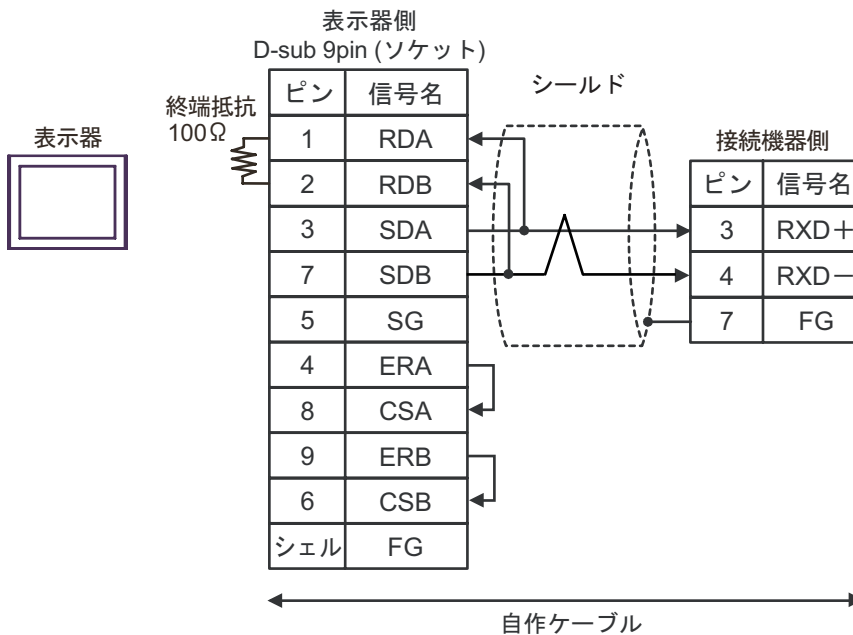 表示器側
D-sub 9pin (ソケット)
シールド
終端抵抗
100Ω
表示器
接続機器側
ピン 信号名
1 RDA
2 RDB
3 SDA
7 SDB
5 SG
4 ERA
8 CSA
9 ERB
6 CSB
シェル FG
ピン 信号名
3 RXD＋
4 RXD－
7 FG
自作ケーブル